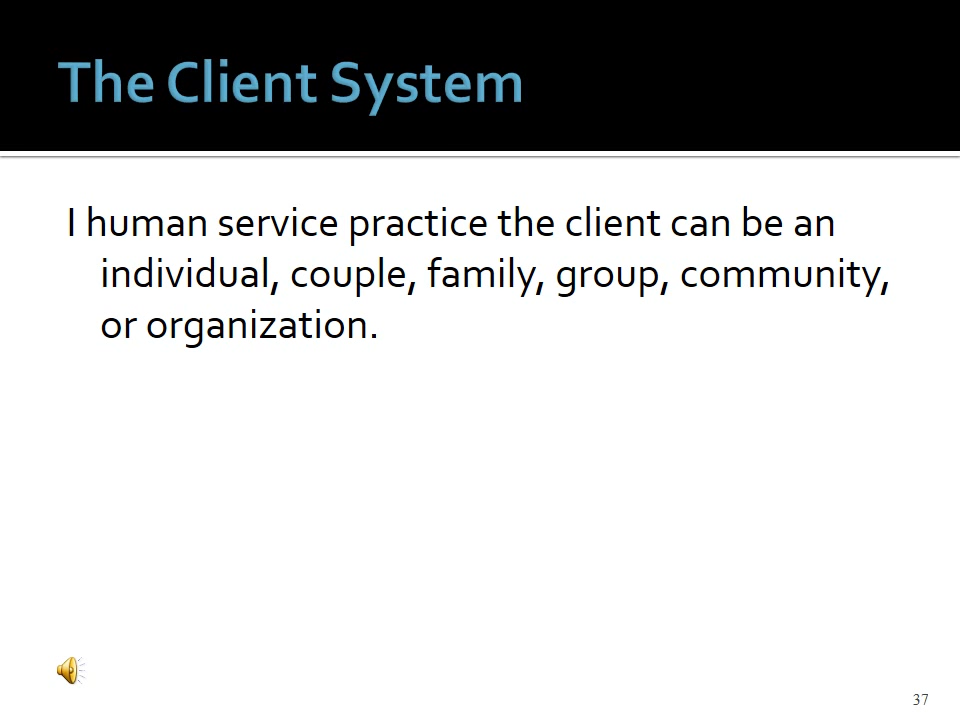 The Client System
I human service practice the client can be an
individual, couple, family, group, community,
or organization.
37